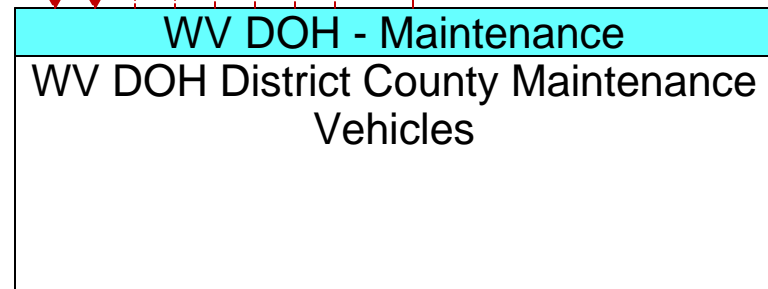 WV DOH - Maintenance
WV DOH District County Maintenance
Vehicles